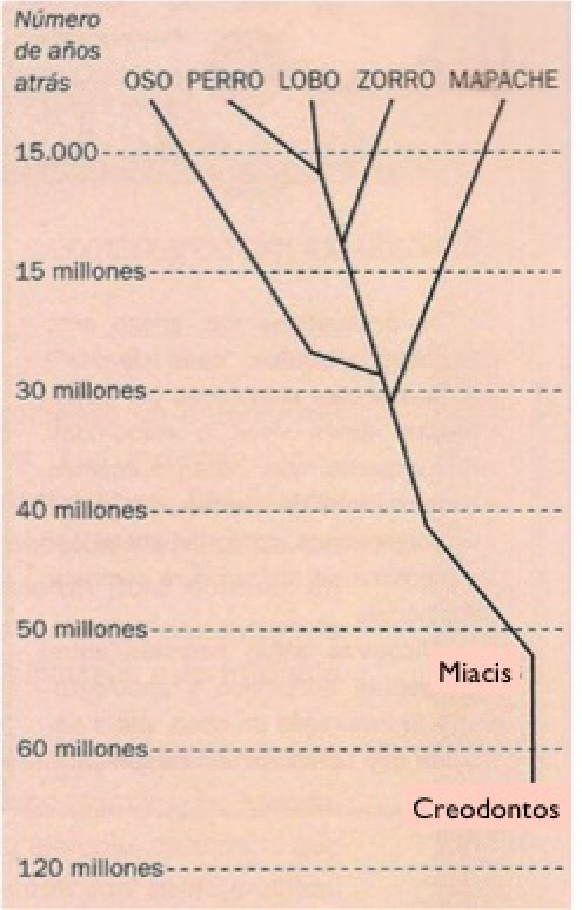 Número
de años
atrás
OSO PERRO LOBO ZORRO MAPACHE
15.000
15 millones
30 millones
40 millones
50 millones
Miacis
60 millones
Creodontos
120 millones